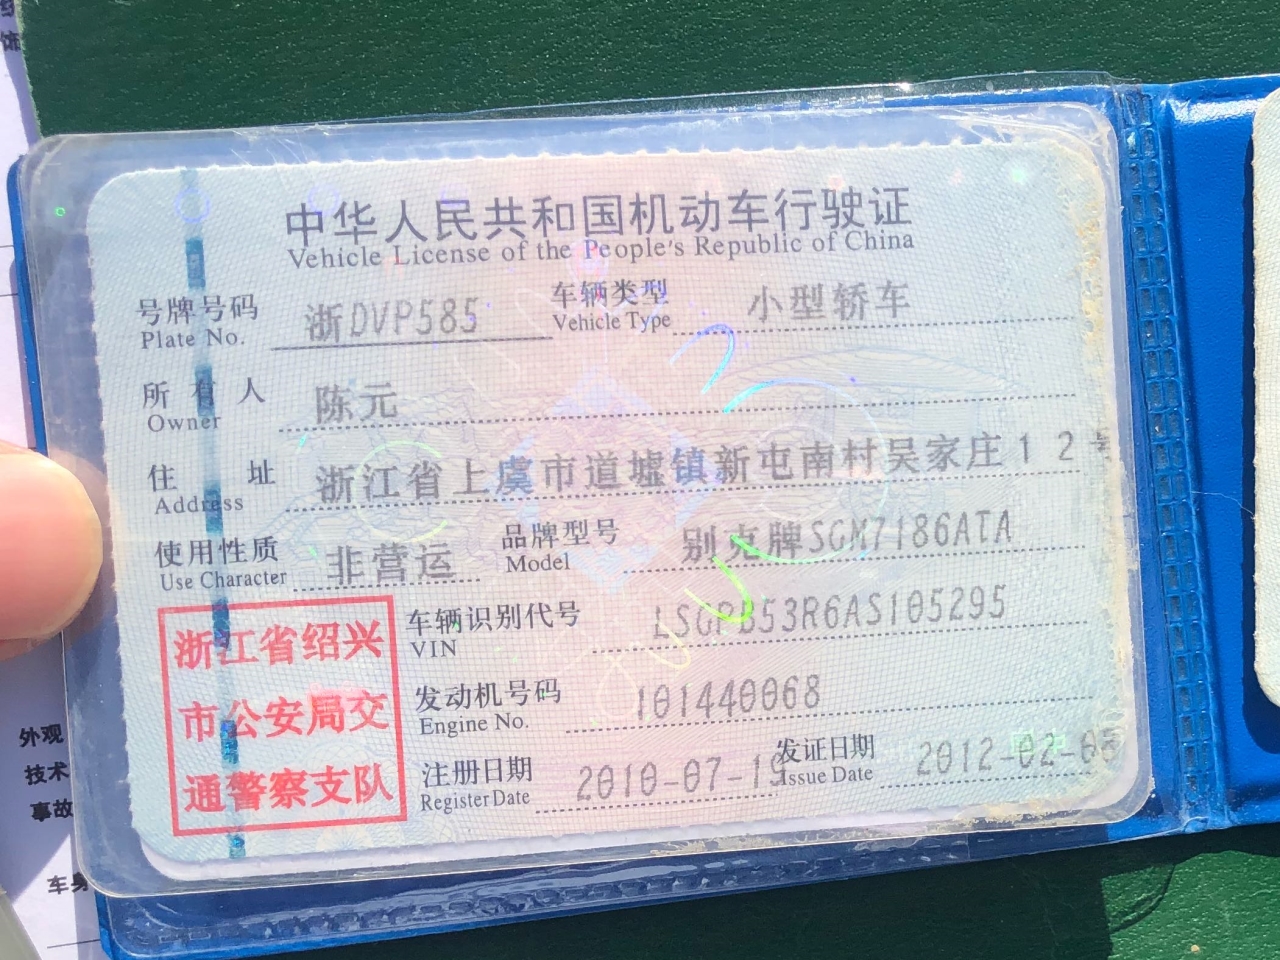 中华人民共和国机动车行驶证
Vehicle License of the People's Republic of China
号牌号码 浙DVP585 车辆类型 小型轿车
Plate No. Vehicle Type
所有人 陈元
Owner
住址 浙江省上虞市道墟镇新屯南村吴家庄12号
Address
使用性质 非营运 品牌型号 别克牌SGM7186ATA
Use Character Model
车辆识别代号 LSGPB53R6AS105295
VIN
发动机号码 101440068
Engine No.
注册日期 2010-07-19 发证日期 2012-02-08
Register Date Issue Date
浙江省绍兴
市公安局交
通警察支队
外观
技术
事故
车身